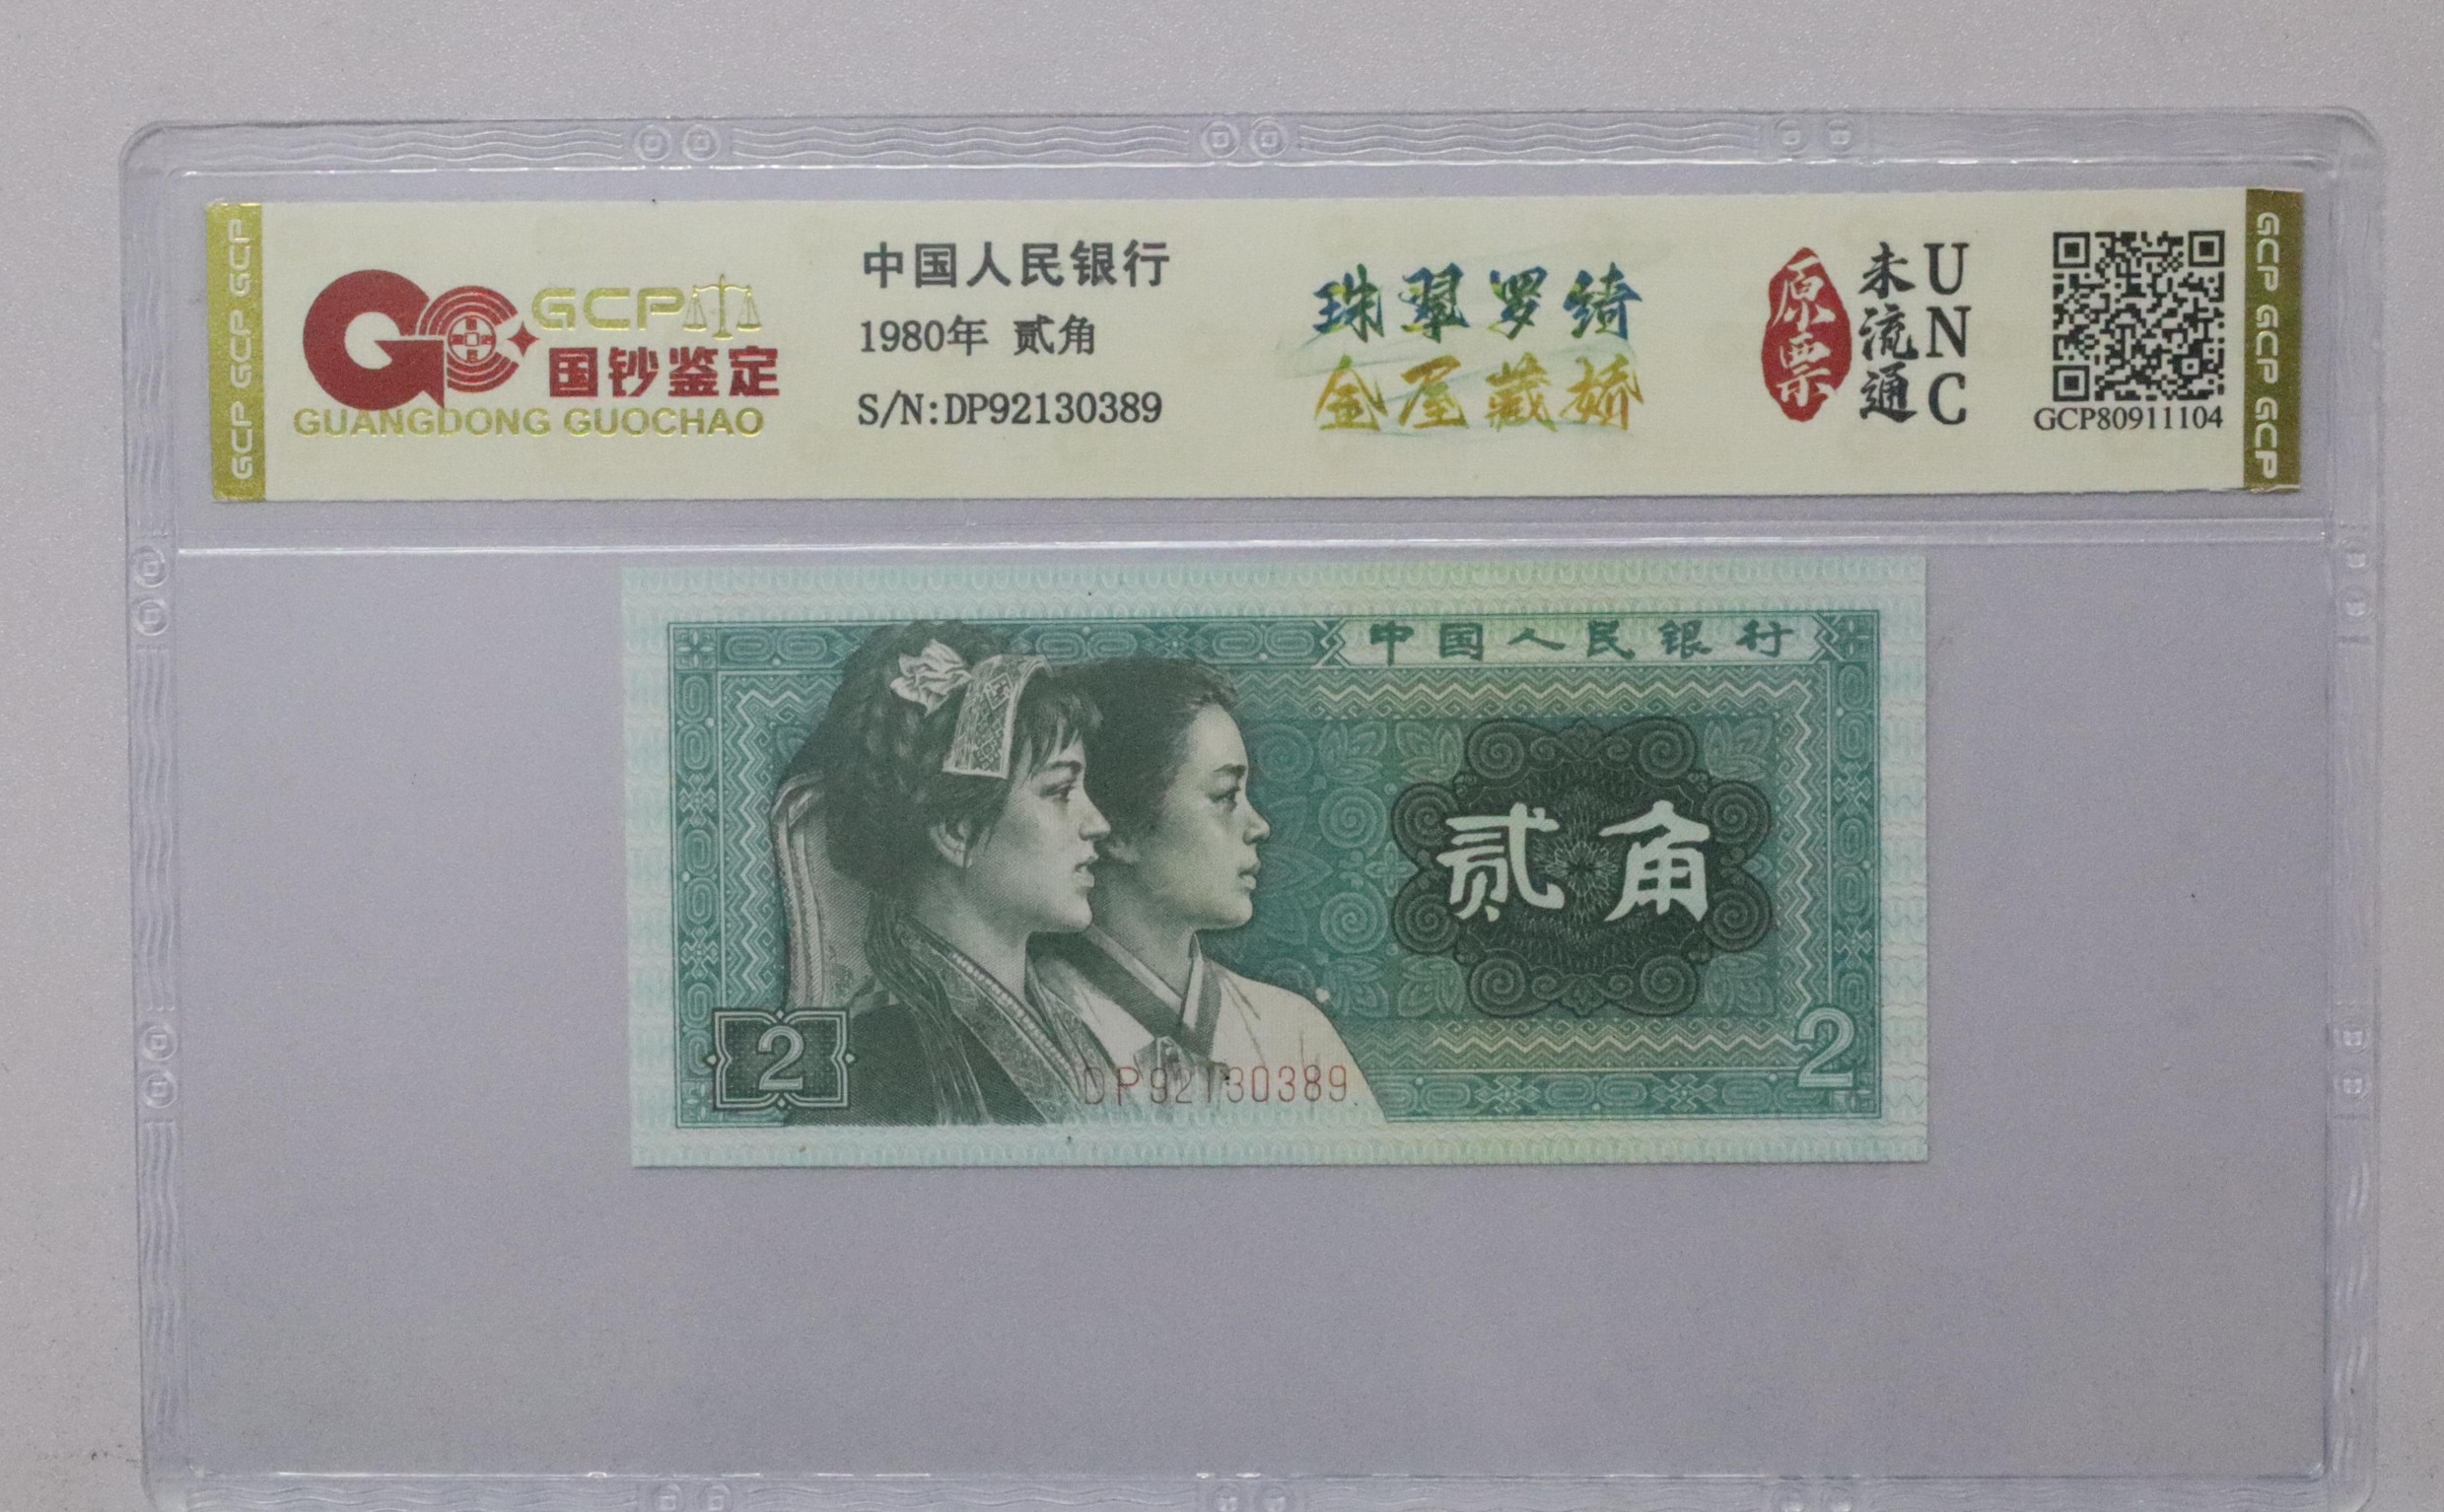 GCP GCP GCP
GCP
国钞鉴定
GUANGDONG GUOCHAO
中国人民银行
1980年 贰角
S/N:DP92130389
珠翠罗绮
金屋藏娇
原票
未流通
UNC
GCP80911104
GCP GCP GCP
中国人民银行
贰角
2
2
DP92130389